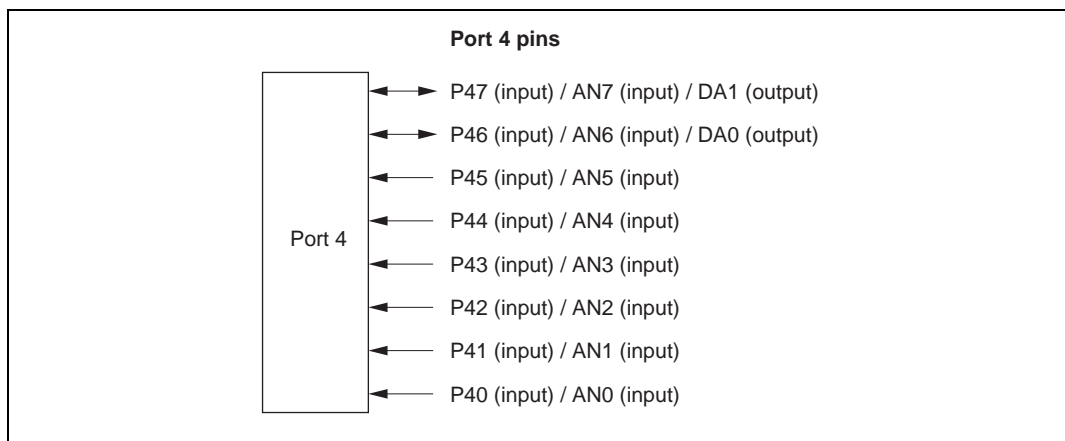 Port 4 pins
P47 (input) / AN7 (input) / DA1 (output)
P46 (input) / AN6 (input) / DA0 (output)
P45 (input) / AN5 (input)
P44 (input) / AN4 (input)
Port 4
P43 (input) / AN3 (input)
P42 (input) / AN2 (input)
P41 (input) / AN1 (input)
P40 (input) / AN0 (input)